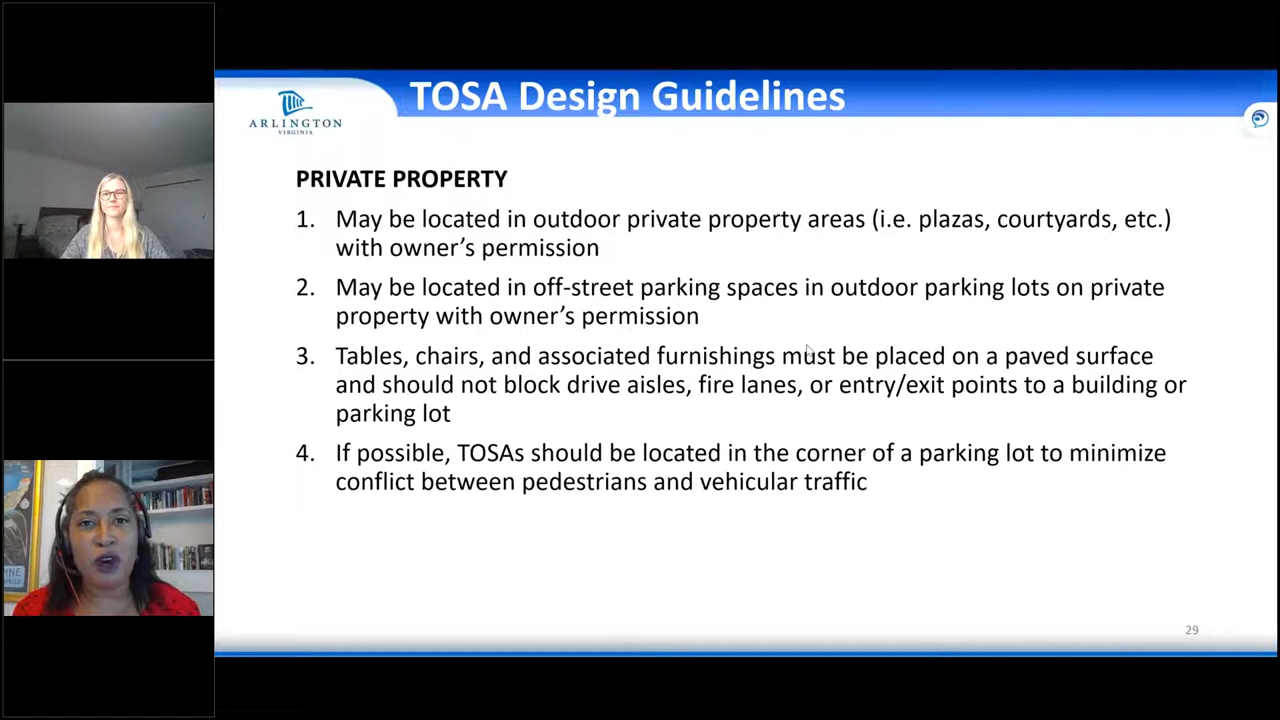 TOSA Design Guidelines
ARLINGTON
VIRGINIA
PRIVATE PROPERTY
1. May be located in outdoor private property areas (i.e. plazas, courtyards, etc.)
with owner's permission
2. May be located in off-street parking spaces in outdoor parking lots on private
property with owner's permission
3. Tables, chairs, and associated furnishings must be placed on a paved surface
and should not block drive aisles, fire lanes, or entry/exit points to a building or
parking lot
4. If possible, TOSAs should be located in the corner of a parking lot to minimize
conflict between pedestrians and vehicular traffic
29